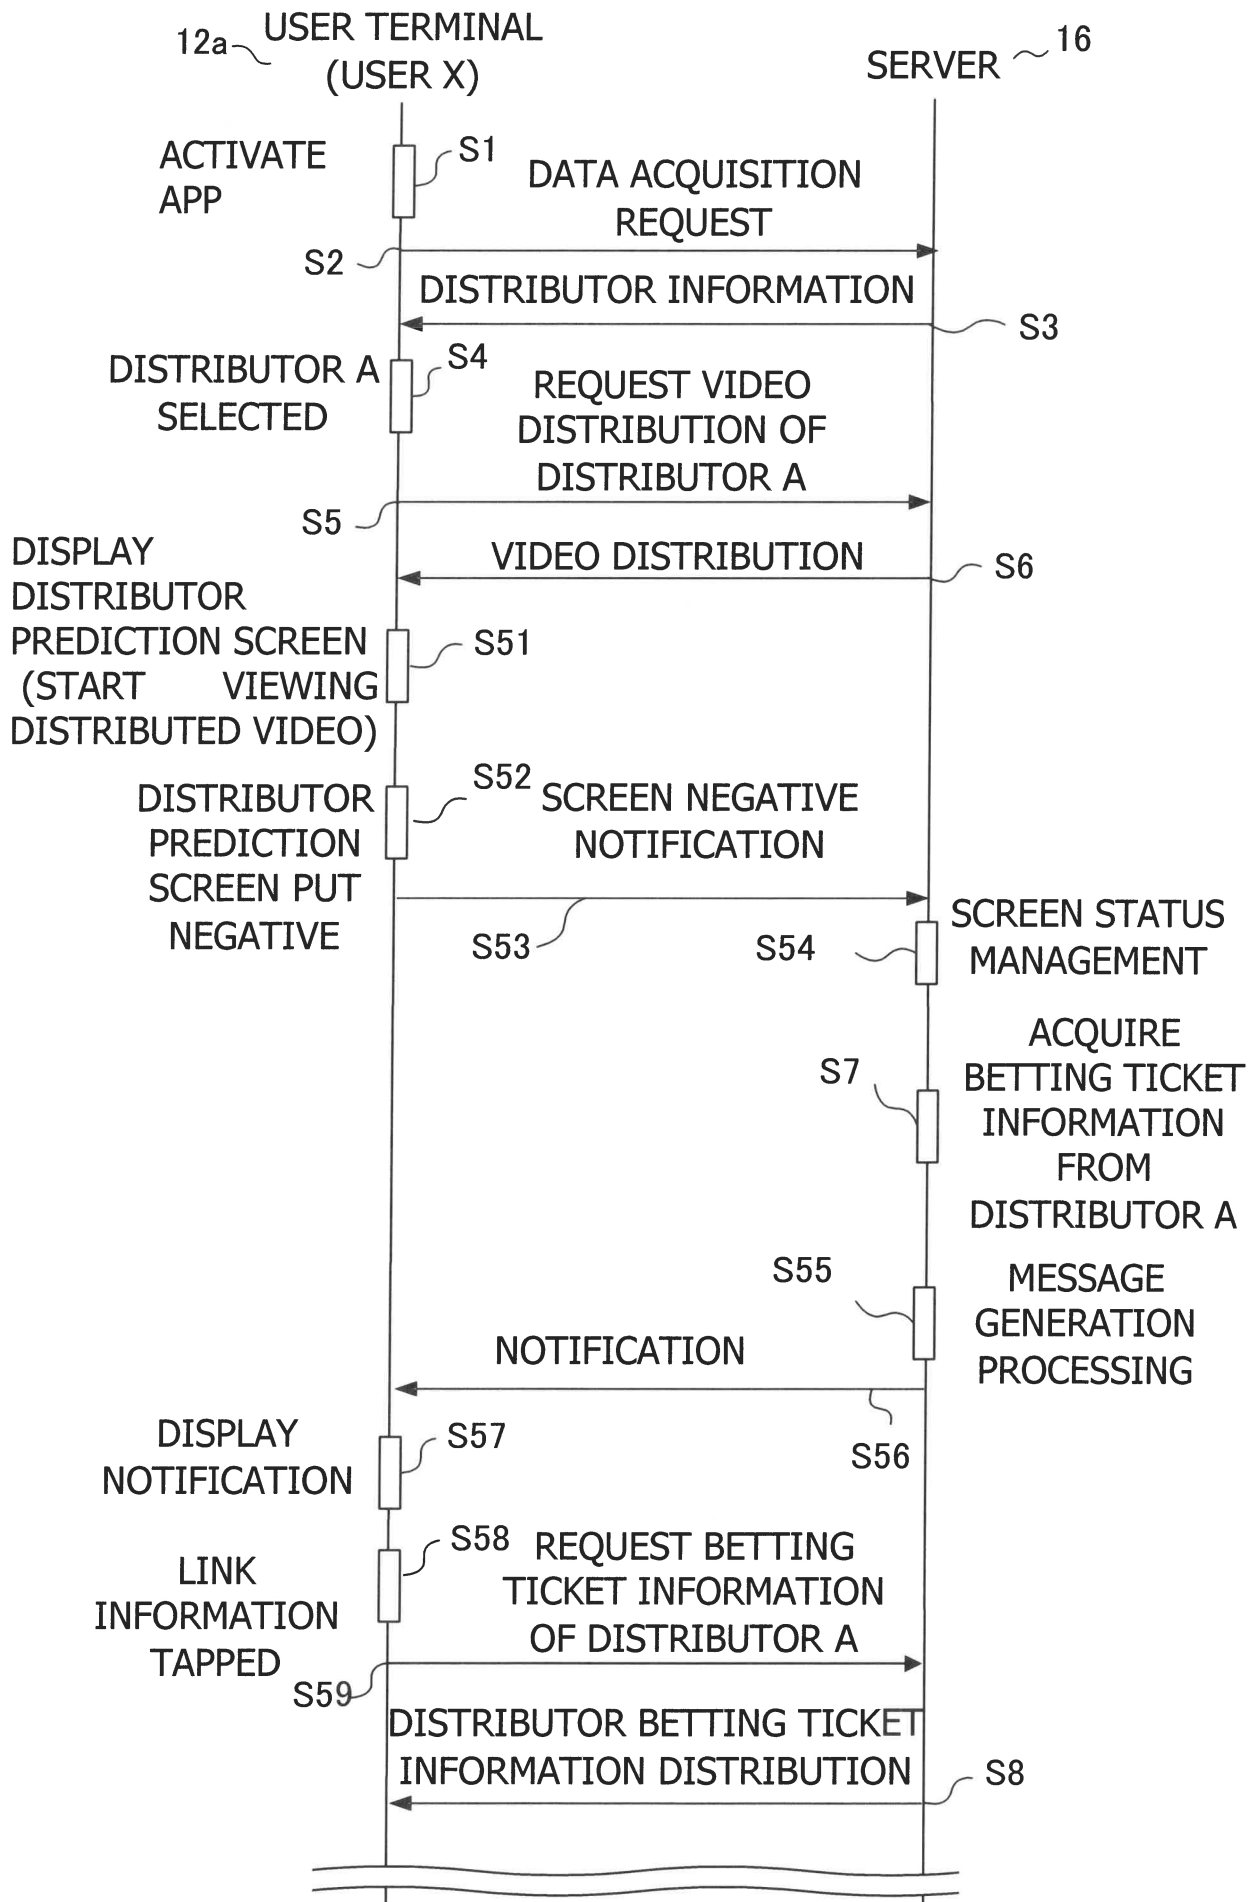 12a
USER TERMINAL
(USER X)
SERVER
16
ACTIVATE
APP
S1
DATA ACQUISITION
REQUEST
S2
DISTRIBUTOR INFORMATION
S3
DISTRIBUTOR A
SELECTED
S4
REQUEST VIDEO
DISTRIBUTION OF
DISTRIBUTOR A
S5
VIDEO DISTRIBUTION
S6
DISPLAY
DISTRIBUTOR
PREDICTION SCREEN
(START VIEWING
DISTRIBUTED VIDEO)
S51
DISTRIBUTOR
PREDICTION
SCREEN PUT
NEGATIVE
S52
SCREEN NEGATIVE
NOTIFICATION
S53
S54
SCREEN STATUS
MANAGEMENT
S7
ACQUIRE
BETTING TICKET
INFORMATION
FROM
DISTRIBUTOR A
S55
MESSAGE
GENERATION
PROCESSING
NOTIFICATION
S56
DISPLAY
NOTIFICATION
S57
LINK
INFORMATION
TAPPED
S58
REQUEST BETTING
TICKET INFORMATION
OF DISTRIBUTOR A
S59
DISTRIBUTOR BETTING TICKET
INFORMATION DISTRIBUTION
S8